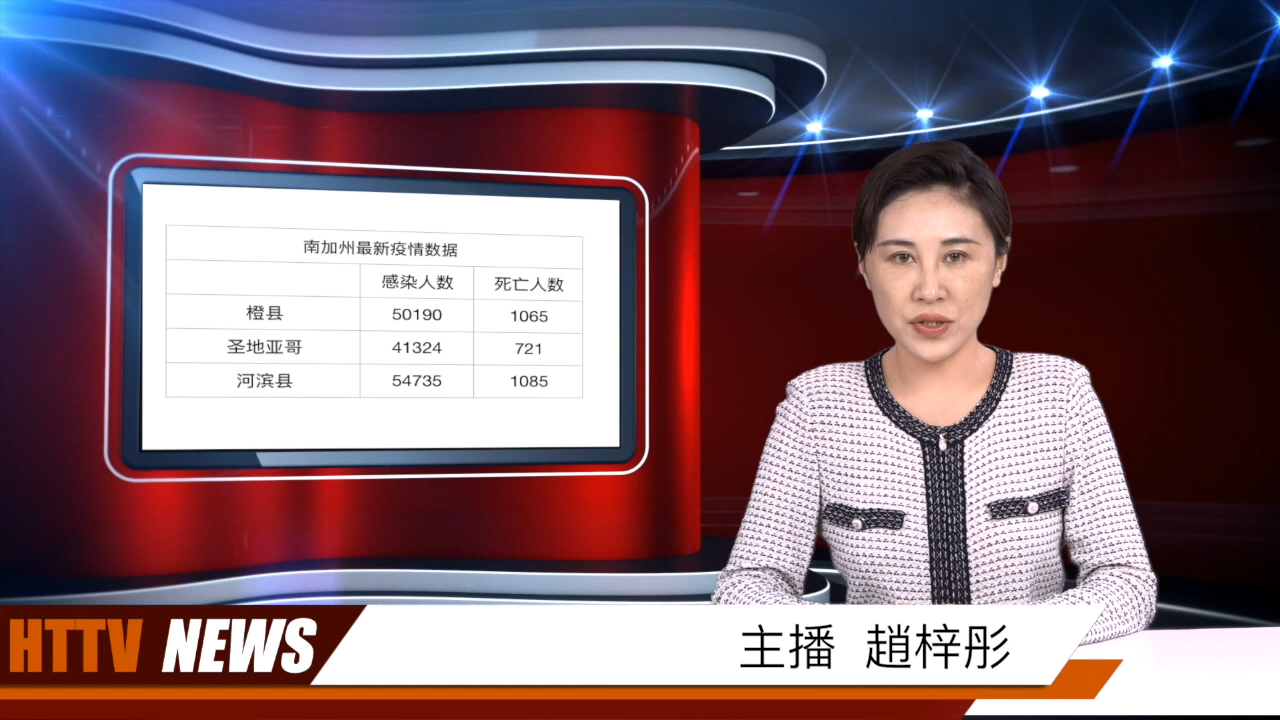 南加州最新疫情数据
感染人数 死亡人数
橙县 50190 1065
圣地亚哥 41324 721
河滨县 54735 1085
HTTV NEWS
主播 趙梓彤